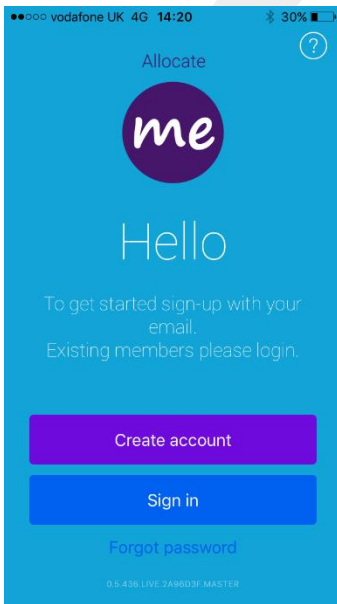 vodafone UK 4G 14:20 30%
?
Allocate
me
Hello
To get started sign-up with your
email.
Existing members please login.
Create account
Sign in
Forgot password
0.5.436.LIVE.2A96D3F.MASTER